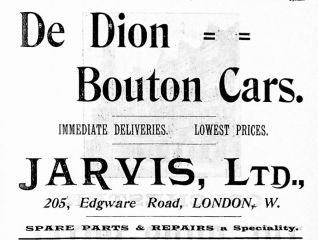 De Dion = =
Bouton Cars.
IMMEDIATE DELIVERIES. LOWEST PRICES.
JARVIS, LTD.,
205, Edgware Road, LONDON, W.
SPARE PARTS & REPAIRS a Speciality.